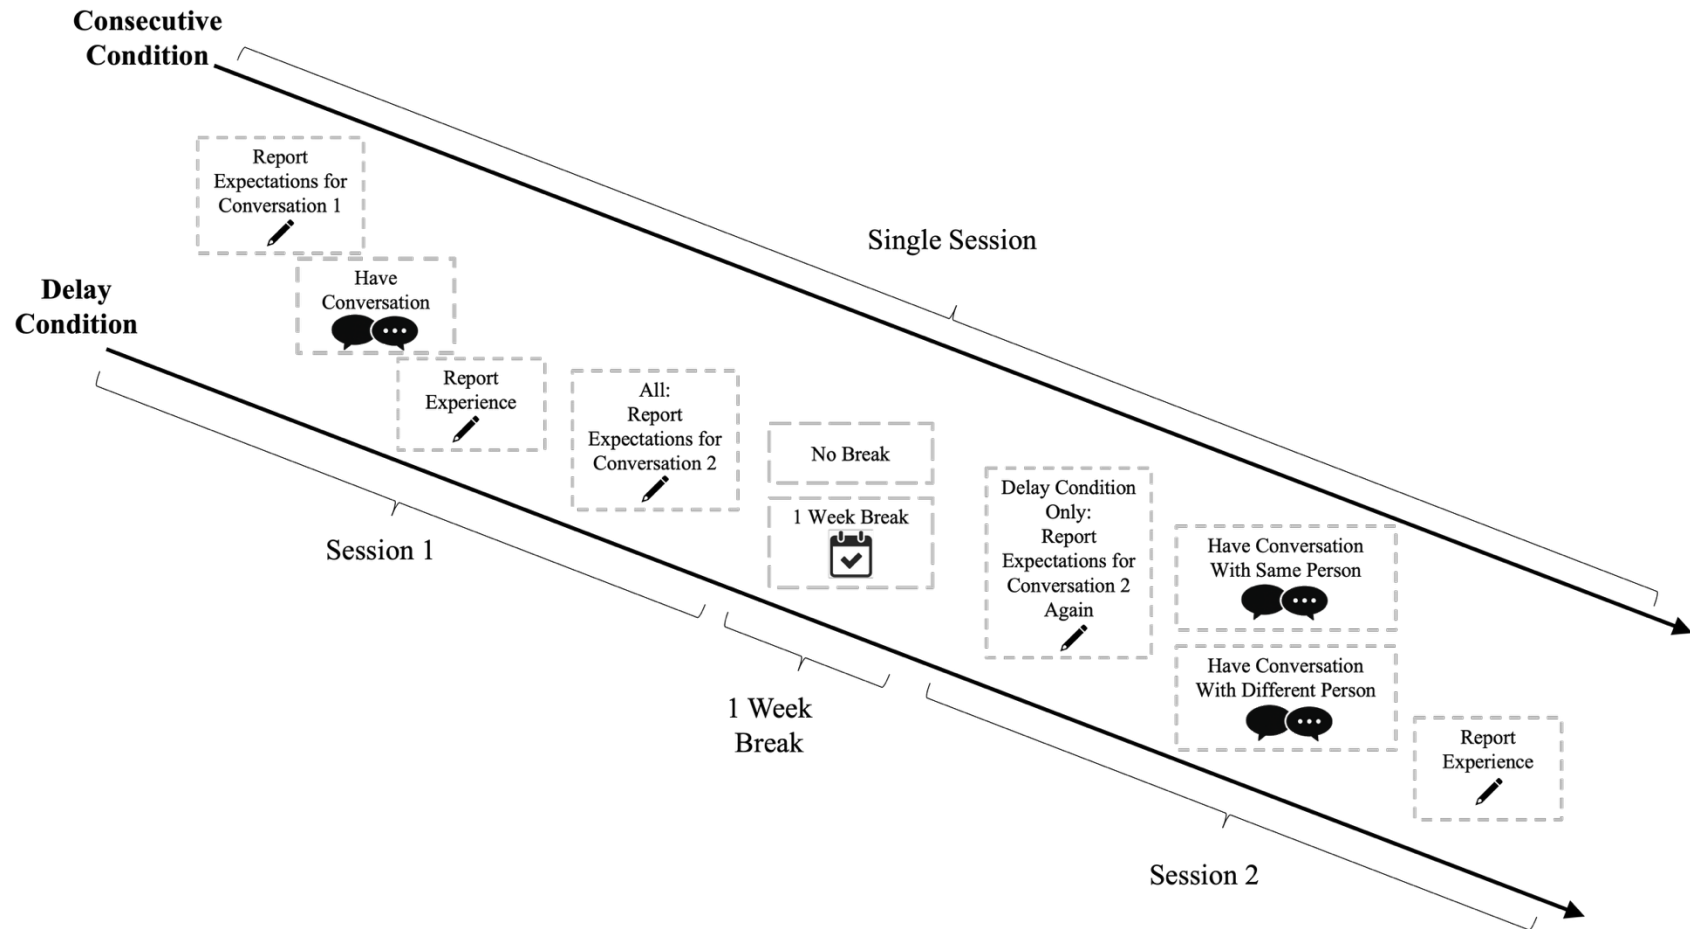 Consecutive
Condition
Report
Expectations for
Conversation 1
Single Session
Have
Conversation
Delay
Condition
Report
Experience
All:
Report
Expectations for
Conversation 2
No Break
1 Week Break
Delay Condition
Only:
Report
Expectations for
Conversation 2
Again
Have Conversation
With Same Person
Have Conversation
With Different Person
Report
Experience
Session 1
1 Week
Break
Session 2